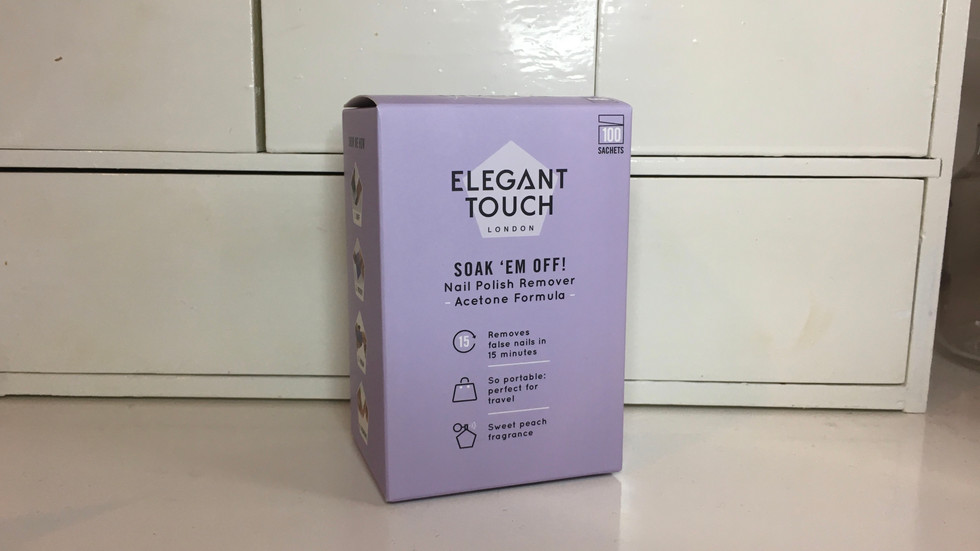 100
SACHETS
ELEGANT
TOUCH
LONDON
SOAK ‘EM OFF!
Nail Polish Remover
- Acetone Formula -
15
Removes
false nails in
15 minutes
So portable:
perfect for
travel
Sweet peach
fragrance